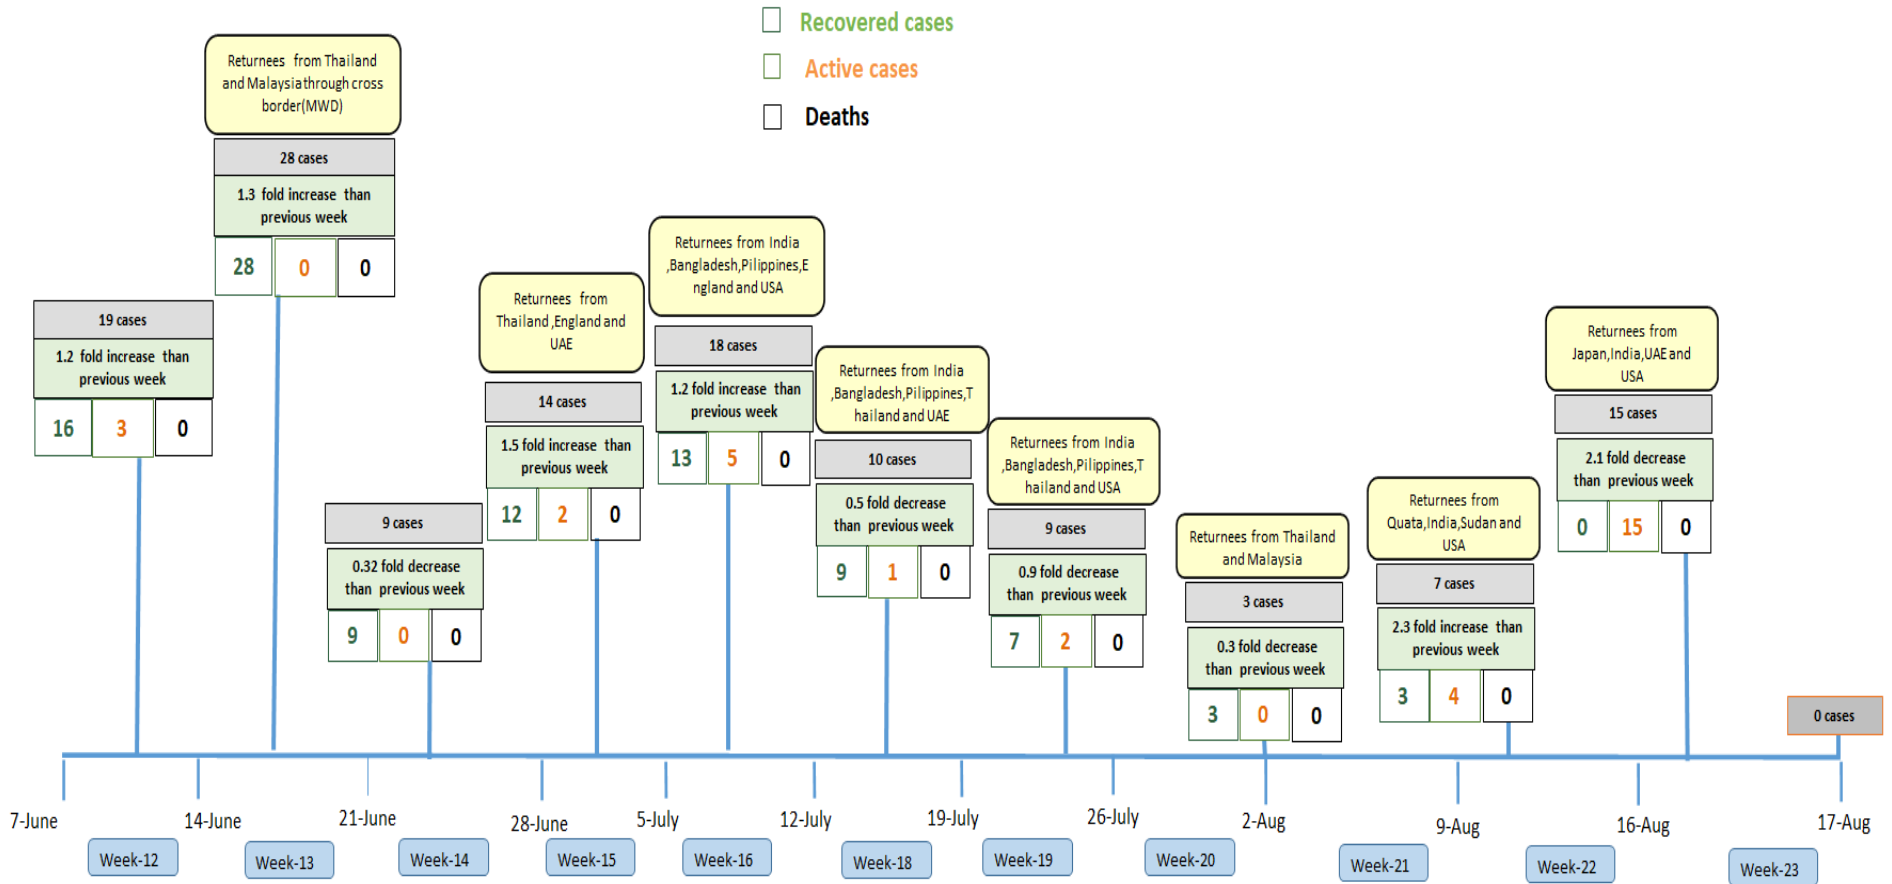 Recovered cases
Active cases
Deaths
Returnees from Thailand
and Malaysiathrough cross
border(MWD)
28 cases
1.3 fold increase than
previous week
28 0 0
19 cases
1.2 fold increase than
previous week
16 3 0
9 cases
0.32 fold decrease
than previous week
9 0 0
Returnees from
Thailand ,England and
UAE
14 cases
1.5 fold increase than
previous week
12 2 0
Returnees from India
,Bangladesh,Pilippines,E
ngland and USA
18 cases
1.2 fold increase than
previous week
13 5 0
Returnees from India
,Bangladesh,Pilippines,T
hailand and UAE
10 cases
0.5 fold decrease
than previous week
9 1 0
Returnees from India
,Bangladesh,Pilippines,T
hailand and USA
9 cases
0.9 fold decrease
than previous week
7 2 0
Returnees from Thailand
and Malaysia
3 cases
0.3 fold decrease
than previous week
3 0 0
Returnees from
Quata,India,Sudan and
USA
7 cases
2.3 fold increase than
previous week
3 4 0
Returnees from
Japan,India,UAE and
USA
15 cases
2.1 fold decrease
than previous week
0 15 0
0 cases
7-June 14-June 21-June 28-June 5-July 12-July 19-July 26-July 2-Aug 9-Aug 16-Aug 17-Aug
Week-12 Week-13 Week-14 Week-15 Week-16 Week-18 Week-19 Week-20 Week-21 Week-22 Week-23